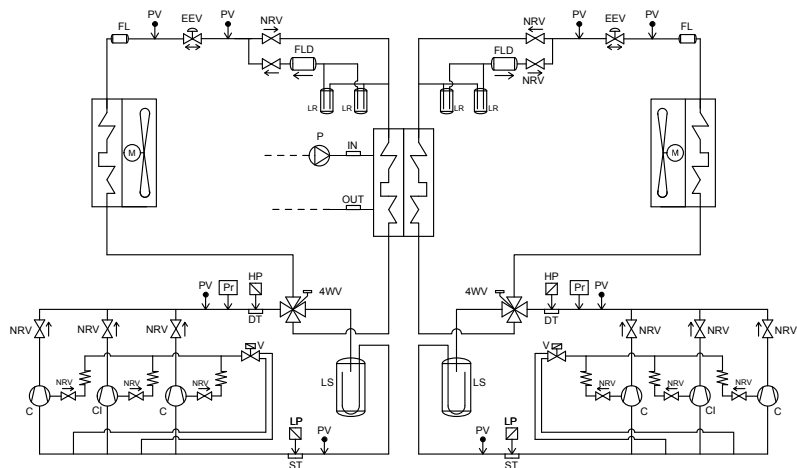 PV EEV PV NRV NRV PV EEV PV
FL FLD FLD FL
NRV
LR LR LR LR
P IN
M M
OUT
HP 4WV 4WV HP
PV Pr Pr PV
DT DT
NRV NRV NRV NRV NRV NRV
V V
NRV NRV NRV LS LS NRV NRV NRV
C CI C C CI C
LP PV PV LP
ST ST